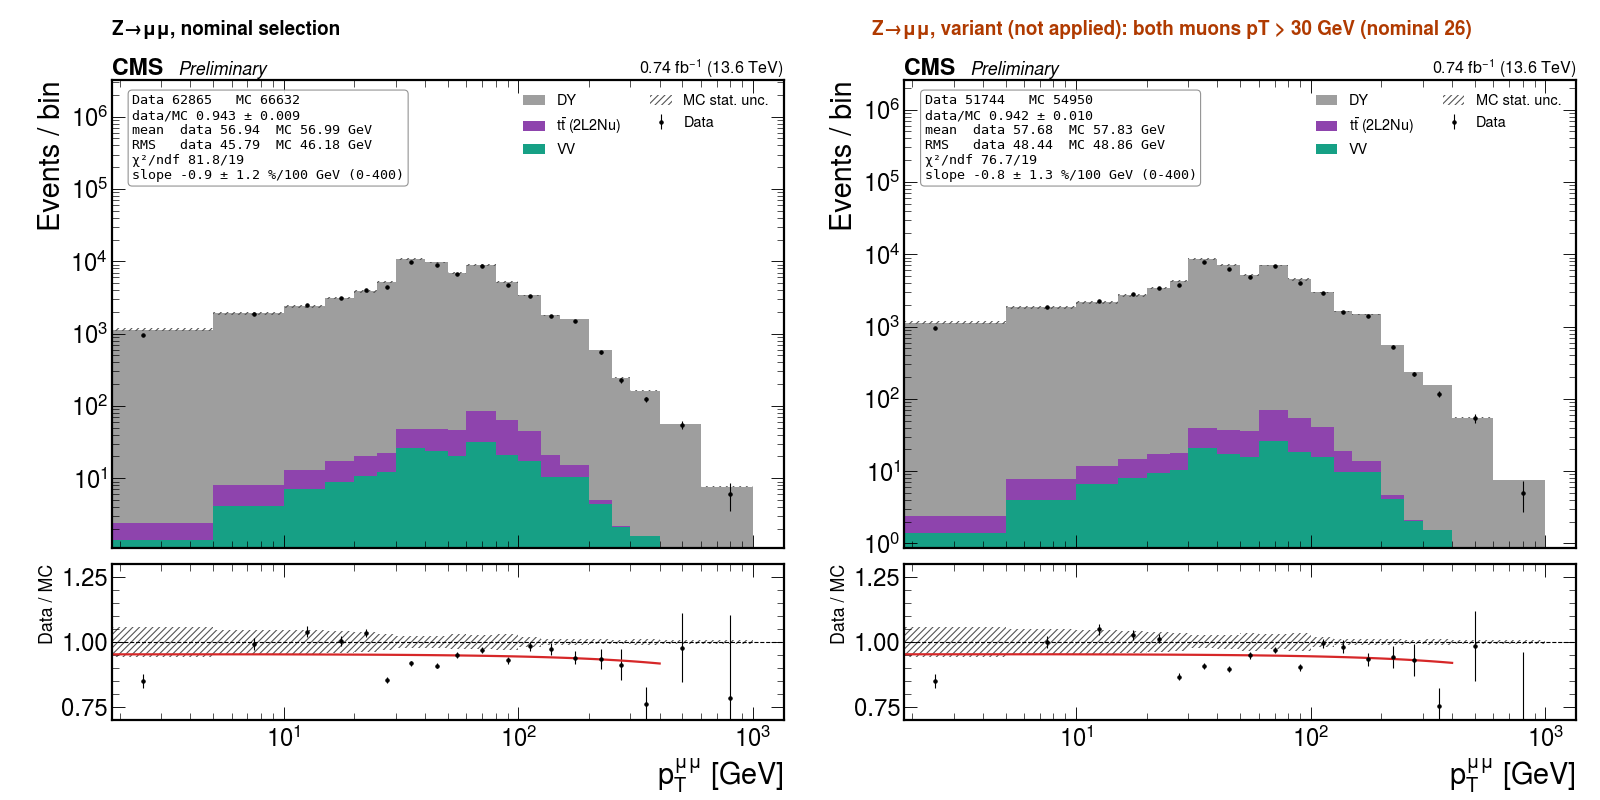 Z→μμ, nominal selection
CMS Preliminary 0.74 fb⁻¹ (13.6 TeV)
Events / bin
Data 62865 MC 66632
data/MC 0.943 ± 0.009
mean data 56.94 MC 56.99 GeV
RMS data 45.79 MC 46.18 GeV
χ²/ndf 81.8/19
slope -0.9 ± 1.2 %/100 GeV (0-400)
DY
tt̄ (2L2Nu)
VV
MC stat. unc.
Data
10⁶
10⁵
10⁴
10³
10²
10¹
Data / MC
1.25
1.00
0.75
10¹ 10² 10³
p_T^μμ [GeV]
Z→μμ, variant (not applied): both muons pT > 30 GeV (nominal 26)
CMS Preliminary 0.74 fb⁻¹ (13.6 TeV)
Events / bin
Data 51744 MC 54950
data/MC 0.942 ± 0.010
mean data 57.68 MC 57.83 GeV
RMS data 48.44 MC 48.86 GeV
χ²/ndf 76.7/19
slope -0.8 ± 1.3 %/100 GeV (0-400)
DY
tt̄ (2L2Nu)
VV
MC stat. unc.
Data
10⁶
10⁵
10⁴
10³
10²
10¹
10⁰
Data / MC
1.25
1.00
0.75
10¹ 10² 10³
p_T^μμ [GeV]